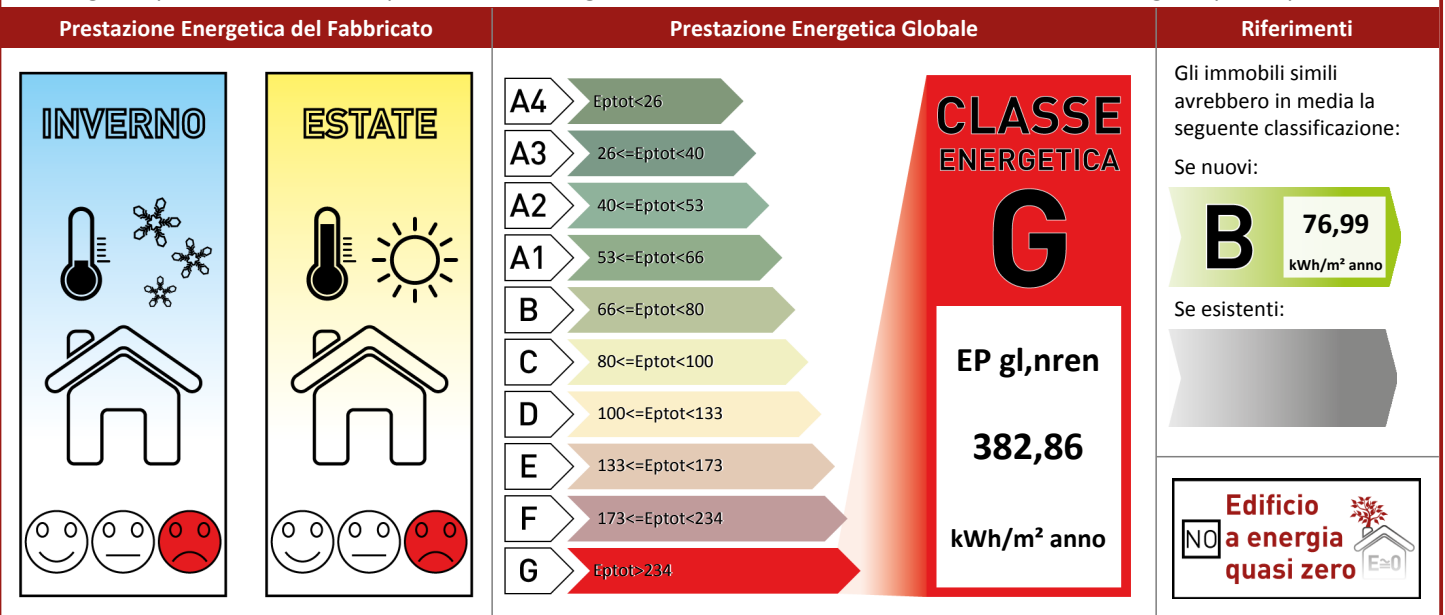 Prestazione Energetica del Fabbricato
Prestazione Energetica Globale
Riferimenti
INVERNO
ESTATE
A4
Eptot<26
A3
26<=Eptot<40
A2
40<=Eptot<53
A1
53<=Eptot<66
B
66<=Eptot<80
C
80<=Eptot<100
D
100<=Eptot<133
E
133<=Eptot<173
F
173<=Eptot<234
G
Eptot>234
CLASSE
ENERGETICA
G
EP gl,nren
382,86
kWh/m² anno
Gli immobili simili
avrebbero in media la
seguente classificazione:
Se nuovi:
B
76,99
kWh/m² anno
Se esistenti:
Edificio
NO a energia
quasi zero
E≅0